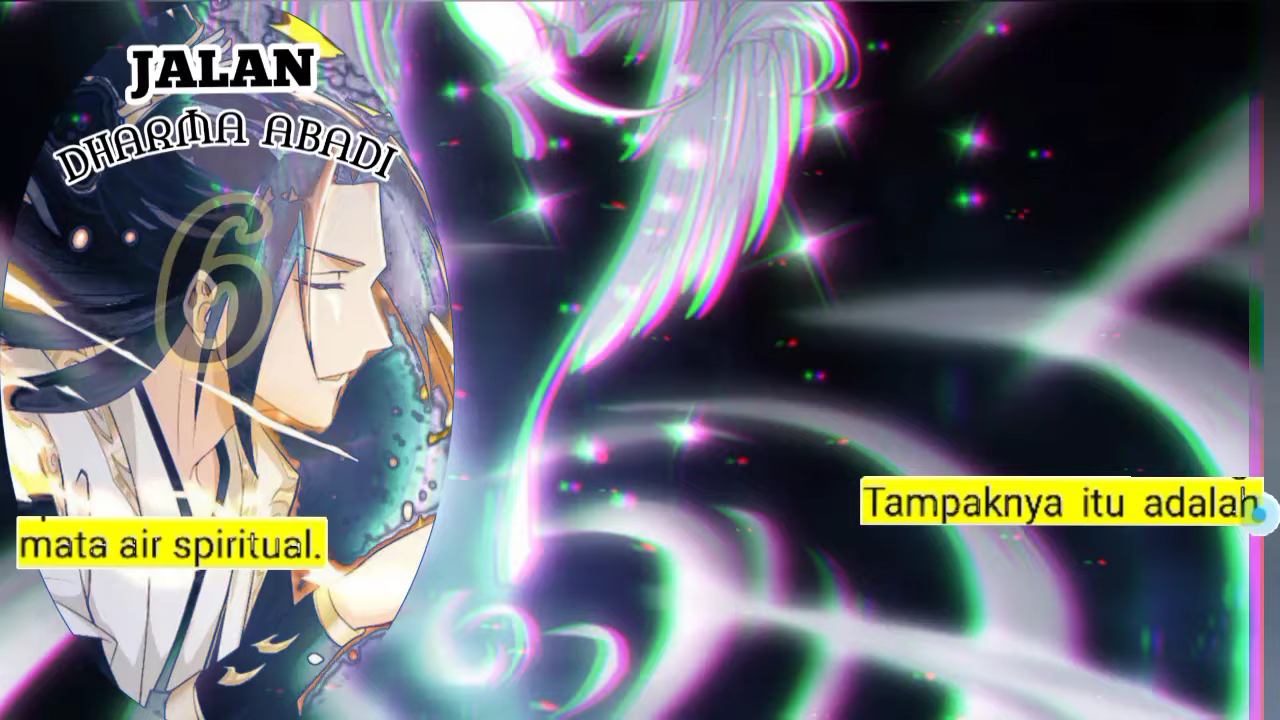 JALAN
DHARMA ABADI
6
Tampaknya itu adalah
mata air spiritual.